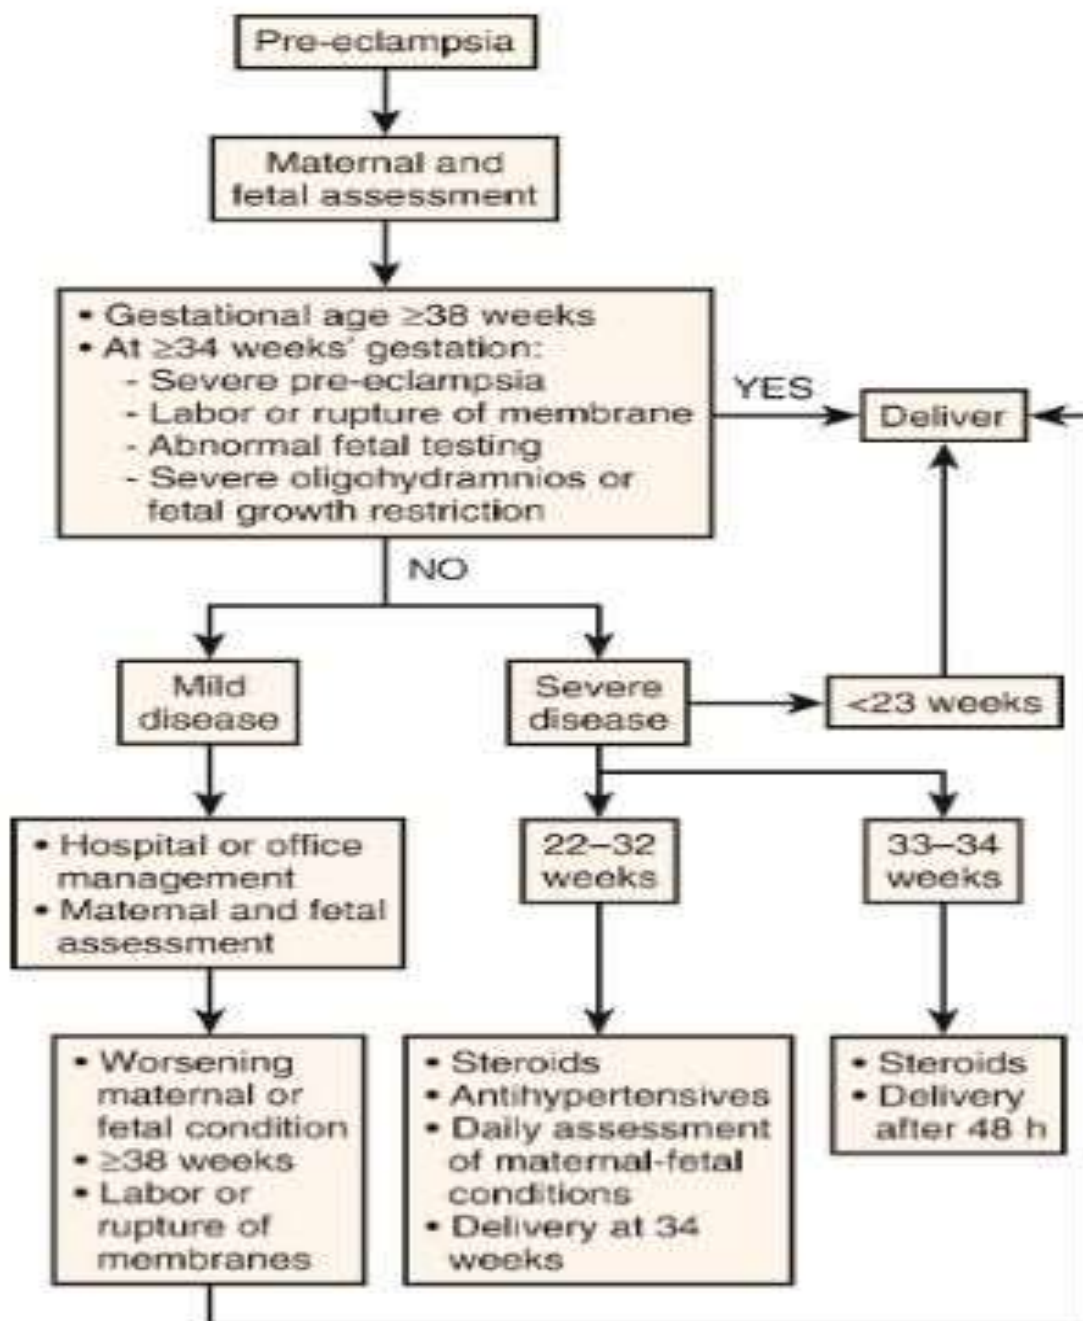 Pre-eclampsia
Maternal and
fetal assessment
• Gestational age ≥38 weeks
• At ≥34 weeks' gestation:
- Severe pre-eclampsia
- Labor or rupture of membrane
- Abnormal fetal testing
- Severe oligohydramnios or
fetal growth restriction
YES
Deliver
NO
Mild
disease
Severe
disease
<23 weeks
• Hospital or office
management
• Maternal and fetal
assessment
22–32
weeks
33–34
weeks
• Worsening
maternal or
fetal condition
• ≥38 weeks
• Labor or
rupture of
membranes
• Steroids
• Antihypertensives
• Daily assessment
of maternal-fetal
conditions
• Delivery at 34
weeks
• Steroids
• Delivery
after 48 h